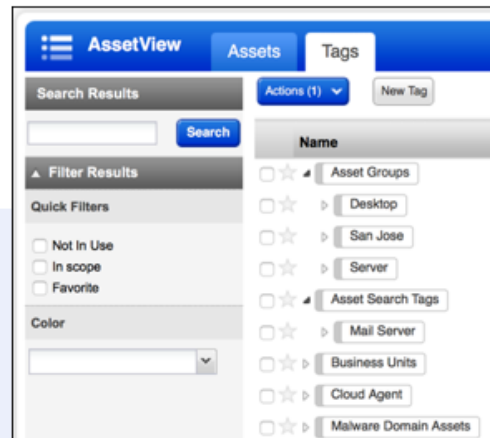 AssetView
Assets
Tags
Search Results
Actions (1)
New Tag
Search
Name
Filter Results
Asset Groups
Quick Filters
Desktop
Not In Use
San Jose
In scope
Server
Favorite
Asset Search Tags
Color
Mail Server
Business Units
Cloud Agent
Malware Domain Assets